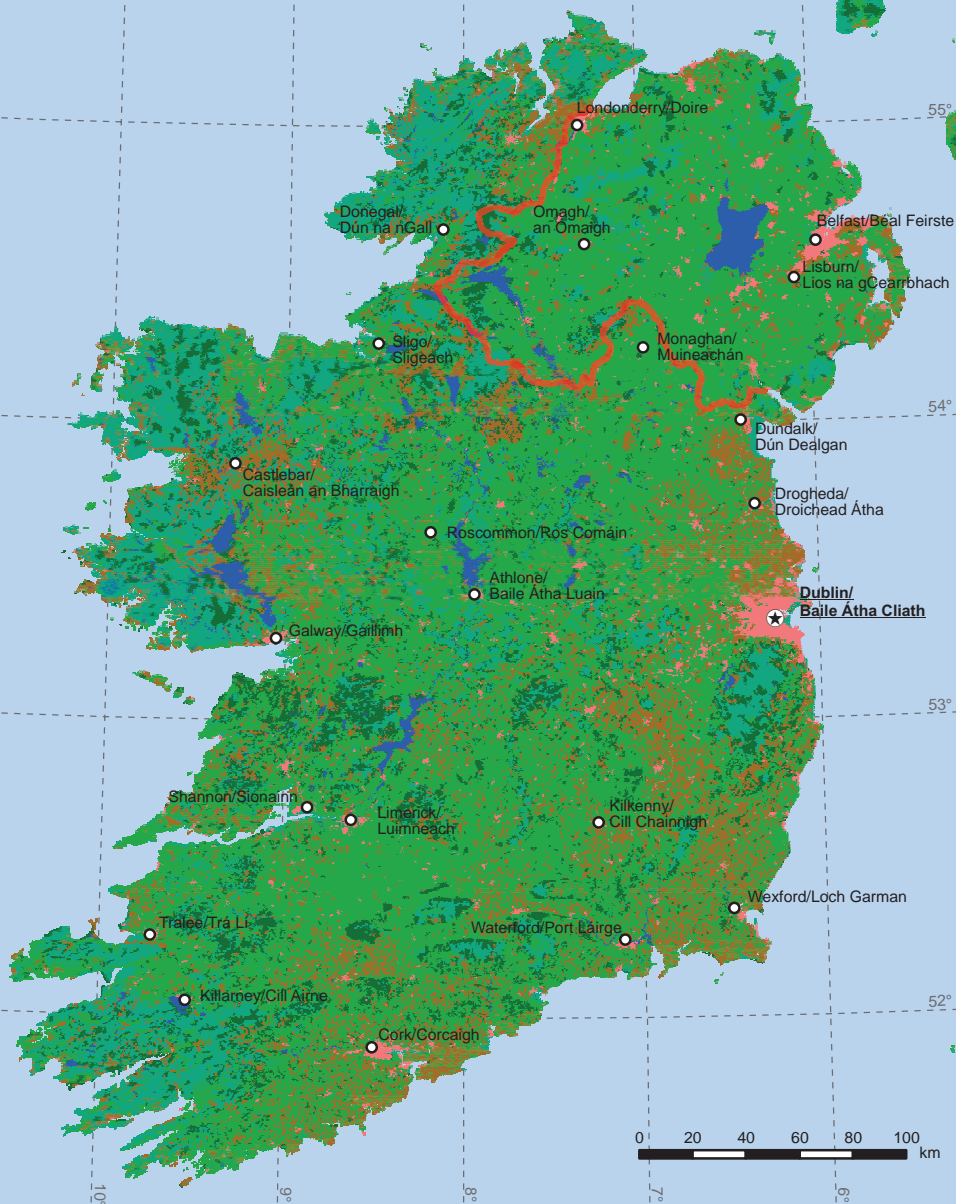 Londonderry/Doire
55°
Donegal/
Dún na nGall
Omagh/
an Ómaigh
Belfast/Béal Feirste
Lisburn/
Lios na gCearrbhach
Sligo/
Sligeach
Monaghan/
Muineachán
54°
Dundalk/
Dún Dealgan
Castlebar/
Caisleán an Bharraigh
Drogheda/
Droichead Átha
Roscommon/Ros Comáin
Athlone/
Baile Átha Luain
Dublin/
Baile Átha Cliath
Galway/Gaillimh
53°
Shannon/Sionainn
Limerick/
Luimneach
Kilkenny/
Cill Chainnigh
Wexford/Loch Garman
Tralee/Trá Lí
Waterford/Port Láirge
Killarney/Cill Airne
52°
Cork/Corcaigh
0 20 40 60 80 100
km
10° 9° 8° 7° 6°